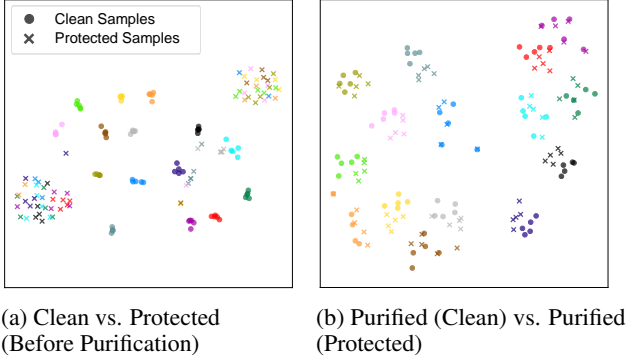 Clean Samples
Protected Samples
(a) Clean vs. Protected
(Before Purification)
(b) Purified (Clean) vs. Purified
(Protected)